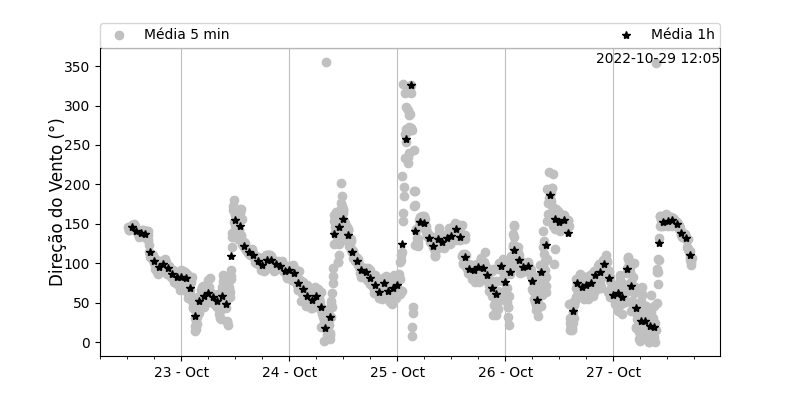 Média 5 min
Média 1h
2022-10-29 12:05
Direção do Vento (°)
350
300
250
200
150
100
50
0
23 - Oct
24 - Oct
25 - Oct
26 - Oct
27 - Oct